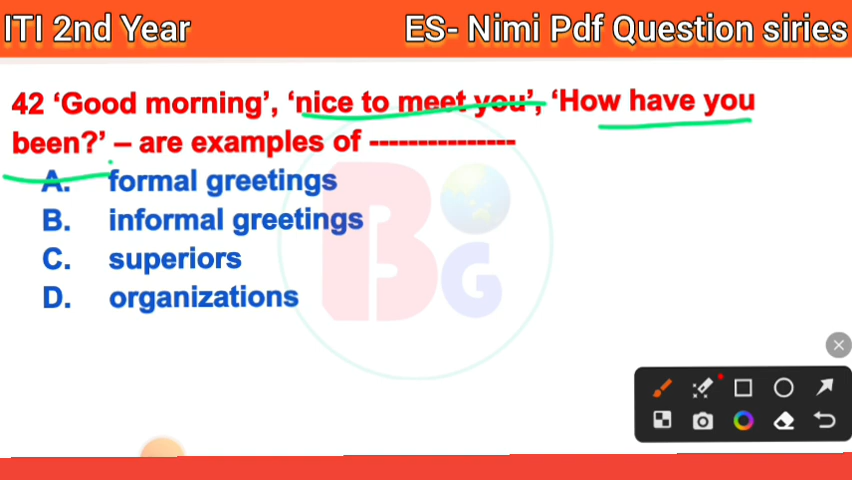 ITI 2nd Year ES- Nimi Pdf Question siries
42 ‘Good morning’, ‘nice to meet you’, ‘How have you
been?’ – are examples of ---------------
A. formal greetings
B. informal greetings
C. superiors
D. organizations
BG